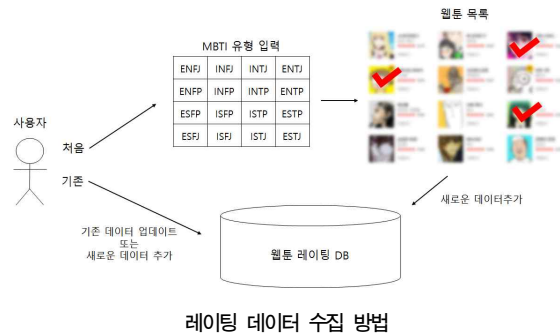 웹툰 목록
MBTI 유형 입력
ENFJ INFJ INTJ ENTJ
ENFP INFP INTP ENTP
ESFP ISFP ISTP ESTP
ESFJ ISFJ ISTJ ESTJ
사용자
처음
기존
새로운 데이터추가
기존 데이터 업데이트
또는
새로운 데이터 추가
웹툰 레이팅 DB
레이팅 데이터 수집 방법